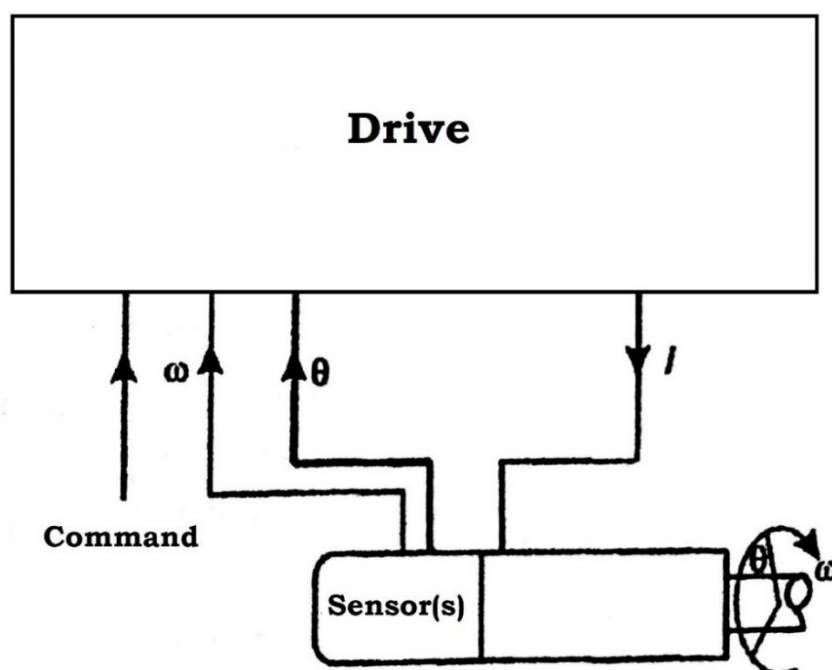 Drive
ω
θ
I
Command
Sensor(s)
θ
ω